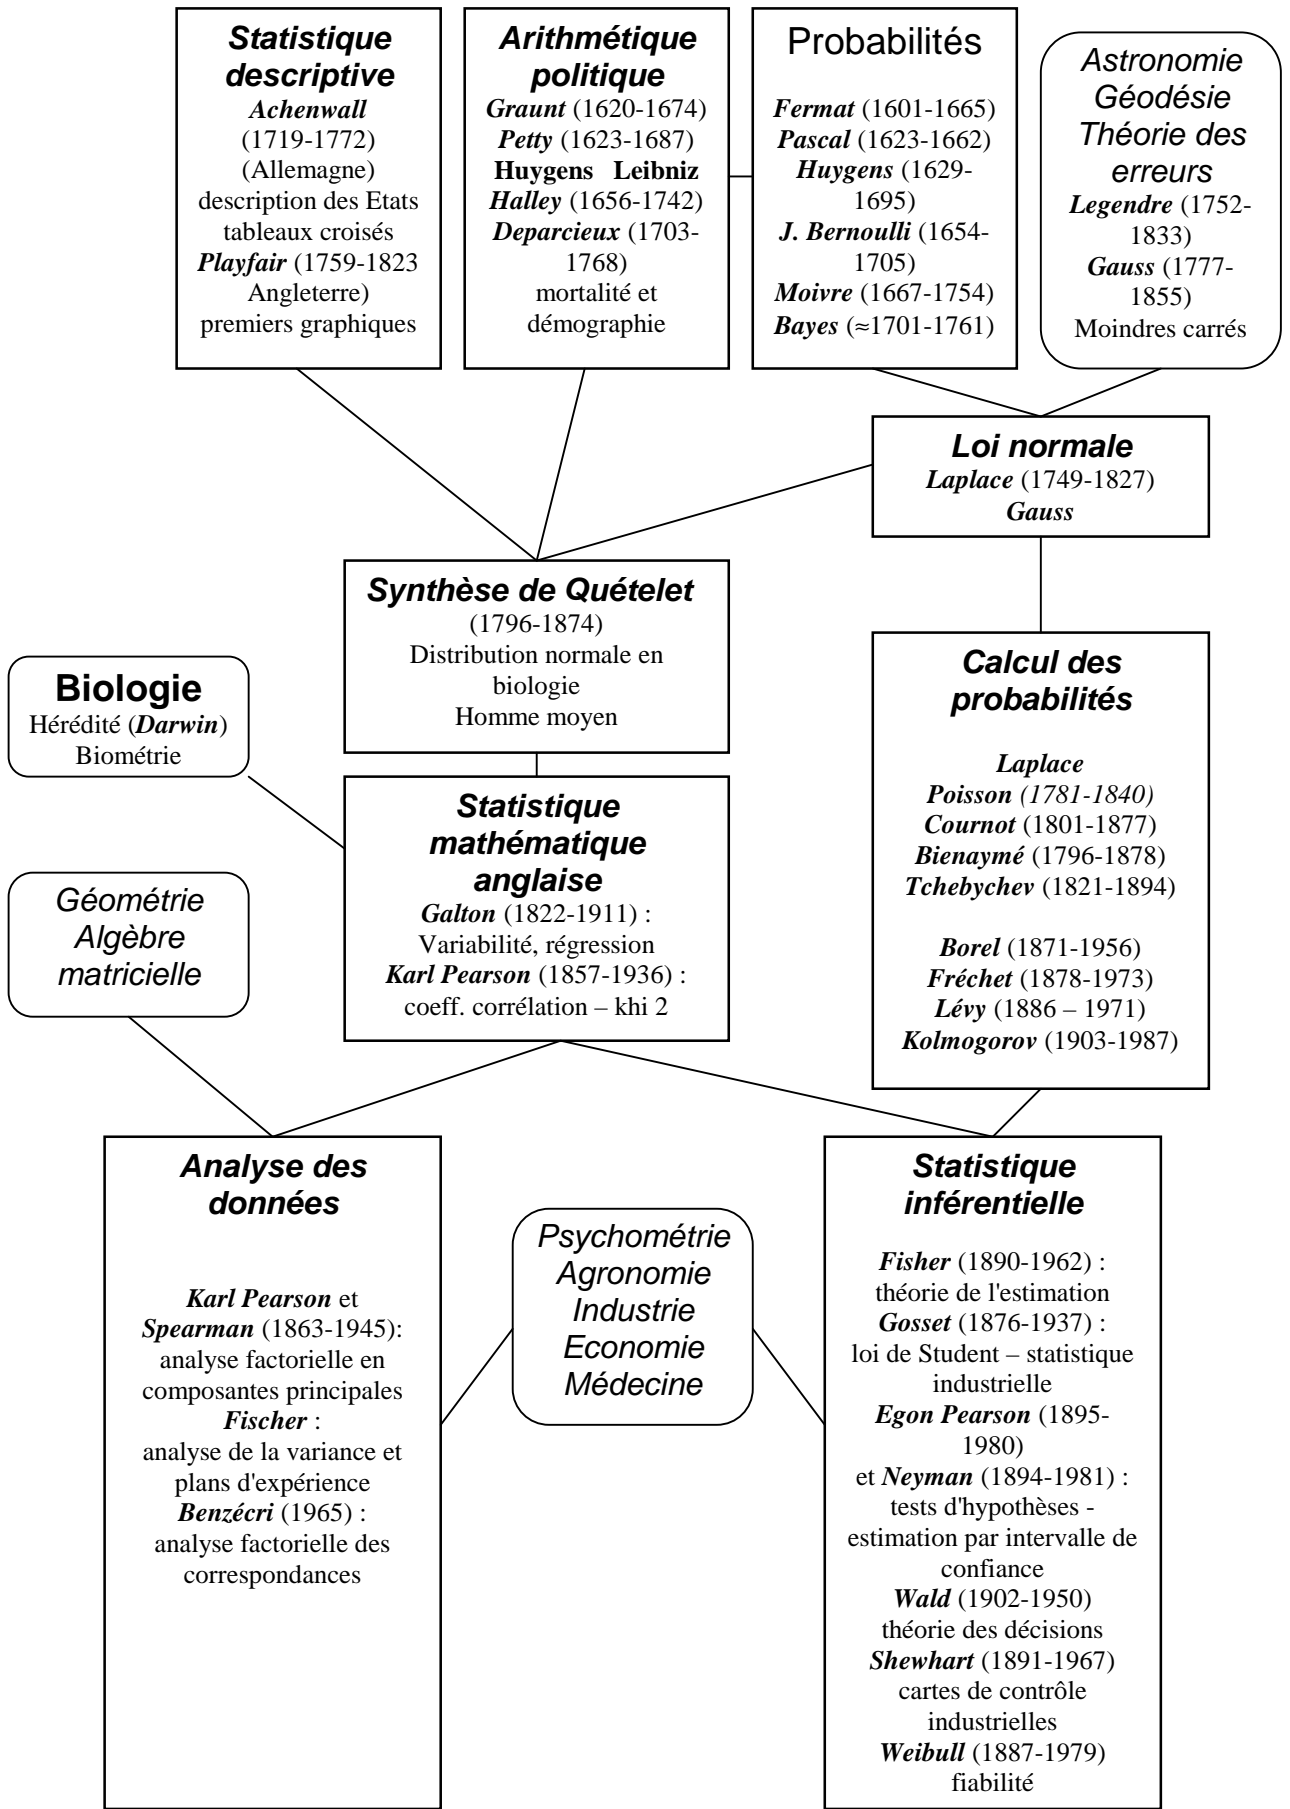 Statistique
descriptive
Achenwall
(1719-1772)
(Allemagne)
description des Etats
tableaux croisés
Playfair (1759-1823
Angleterre)
premiers graphiques
Arithmétique
politique
Graunt (1620-1674)
Petty (1623-1687)
Huygens Leibniz
Halley (1656-1742)
Deparcieux (1703-
1768)
mortalité et
démographie
Probabilités
Fermat (1601-1665)
Pascal (1623-1662)
Huygens (1629-
1695)
J. Bernoulli (1654-
1705)
Moivre (1667-1754)
Bayes (≈1701-1761)
Astronomie
Géodésie
Théorie des
erreurs
Legendre (1752-
1833)
Gauss (1777-
1855)
Moindres carrés
Loi normale
Laplace (1749-1827)
Gauss
Synthèse de Quételet
(1796-1874)
Distribution normale en
biologie
Homme moyen
Biologie
Hérédité (Darwin)
Biométrie
Calcul des
probabilités
Laplace
Poisson (1781-1840)
Cournot (1801-1877)
Bienaymé (1796-1878)
Tchebychev (1821-1894)
Borel (1871-1956)
Fréchet (1878-1973)
Lévy (1886 – 1971)
Kolmogorov (1903-1987)
Statistique
mathématique
anglaise
Galton (1822-1911) :
Variabilité, régression
Karl Pearson (1857-1936) :
coeff. corrélation – khi 2
Géométrie
Algèbre
matricielle
Analyse des
données
Karl Pearson et
Spearman (1863-1945):
analyse factorielle en
composantes principales
Fischer :
analyse de la variance et
plans d'expérience
Benzécri (1965) :
analyse factorielle des
correspondances
Psychométrie
Agronomie
Industrie
Economie
Médecine
Statistique
inférentielle
Fisher (1890-1962) :
théorie de l'estimation
Gosset (1876-1937) :
loi de Student – statistique
industrielle
Egon Pearson (1895-
1980)
et Neyman (1894-1981) :
tests d'hypothèses -
estimation par intervalle de
confiance
Wald (1902-1950)
théorie des décisions
Shewhart (1891-1967)
cartes de contrôle
industrielles
Weibull (1887-1979)
fiabilité